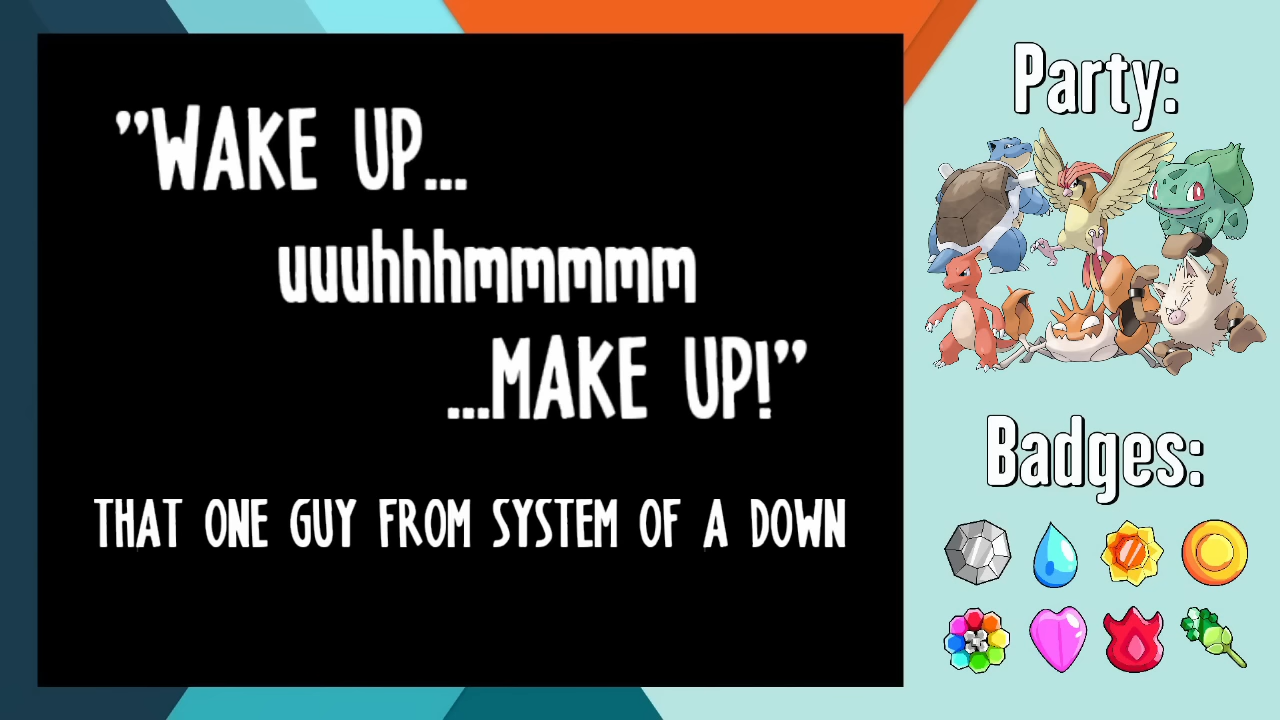 ”WAKE UP...
uuuhhhmmmmm
...MAKE UP!”
THAT ONE GUY FROM SYSTEM OF A DOWN
Party:
Badges: